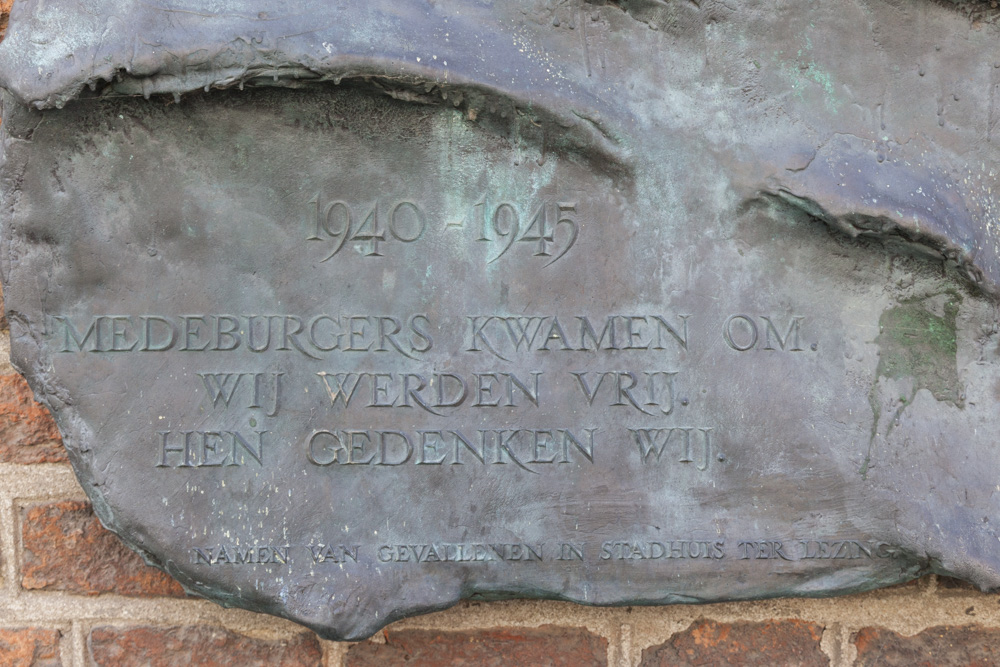 1940 - 1945
MEDEBURGERS KWAMEN OM.
WIJ WERDEN VRIJ.
HEN GEDENKEN WIJ.
NAMEN VAN GEVALLENEN IN STADHUIS TER LEZING